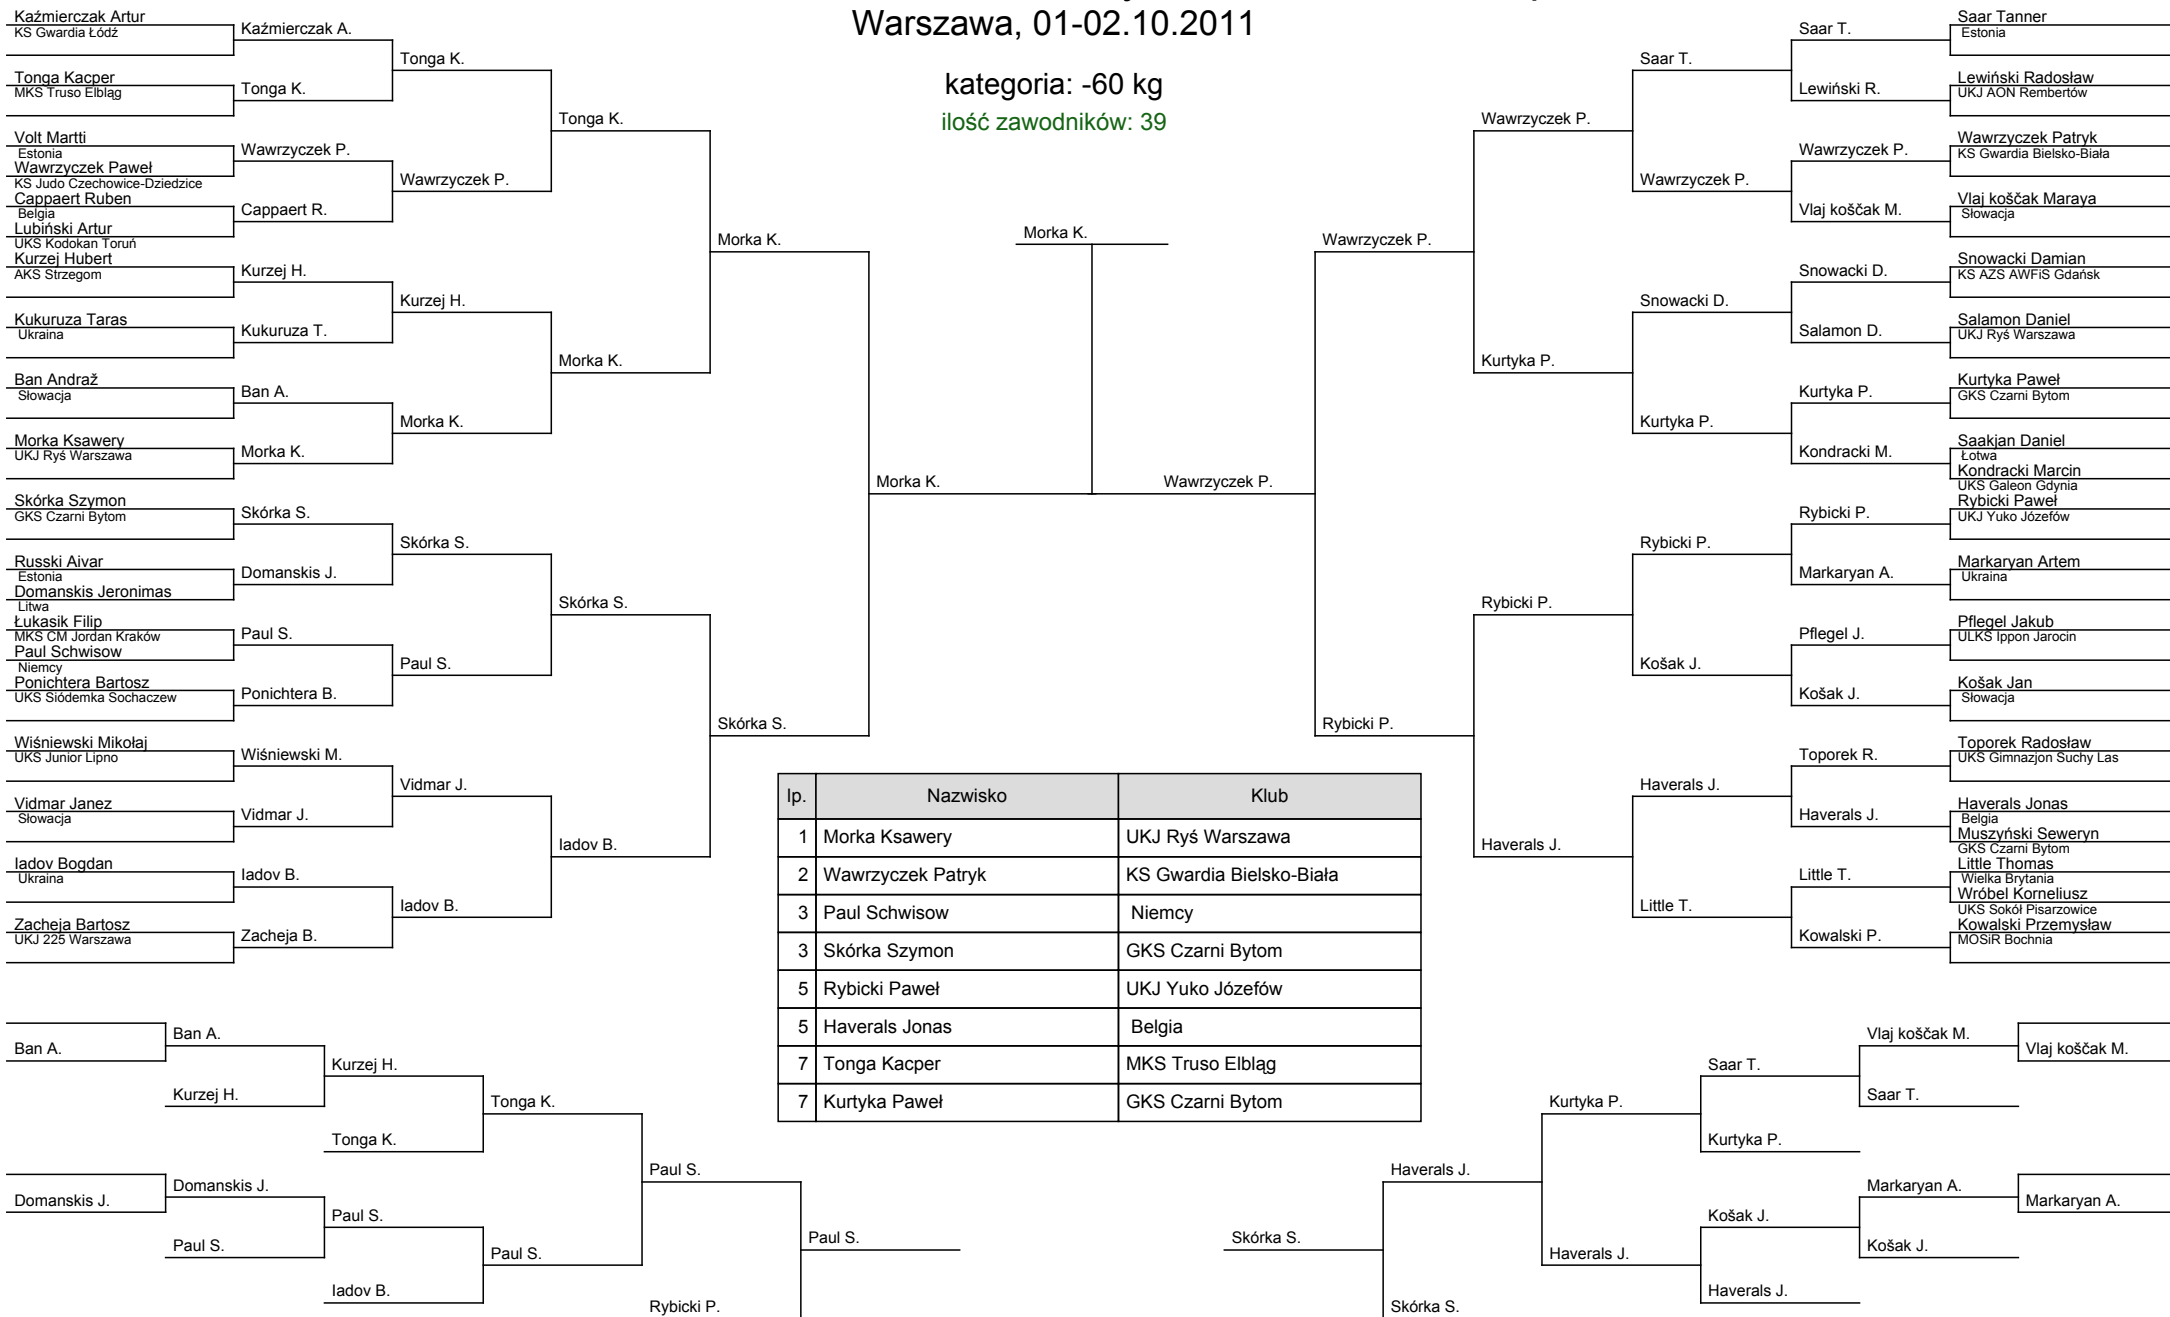 Warszawa, 01-02.10.2011
kategoria: -60 kg
ilość zawodników: 39
Kaźmierczak Artur
KS Gwardia Łódź
Tonga Kacper
MKS Truso Elbląg
Volt Martti
Estonia
Wawrzyczek Paweł
KS Judo Czechowice-Dziedzice
Cappaert Ruben
Belgia
Lubiński Artur
UKS Kodokan Toruń
Kurzej Hubert
AKS Strzegom
Kukuruza Taras
Ukraina
Ban Andraž
Słowacja
Morka Ksawery
UKJ Ryś Warszawa
Skórka Szymon
GKS Czarni Bytom
Russki Aivar
Estonia
Domanskis Jeronimas
Litwa
Łukasik Filip
MKS CM Jordan Kraków
Paul Schwisow
Niemcy
Ponichtera Bartosz
UKS Siódemka Sochaczew
Wiśniewski Mikołaj
UKS Junior Lipno
Vidmar Janez
Słowacja
Iadov Bogdan
Ukraina
Zacheja Bartosz
UKJ 225 Warszawa
Kaźmierczak A.
Tonga K.
Wawrzyczek P.
Cappaert R.
Kurzej H.
Kukuruza T.
Ban A.
Morka K.
Skórka S.
Domanskis J.
Paul S.
Ponichtera B.
Wiśniewski M.
Vidmar J.
Iadov B.
Zacheja B.
Tonga K.
Wawrzyczek P.
Kurzej H.
Morka K.
Skórka S.
Paul S.
Vidmar J.
Iadov B.
Tonga K.
Morka K.
Skórka S.
Iadov B.
Morka K.
Skórka S.
Morka K.
Morka K.
Wawrzyczek P.
Wawrzyczek P.
Rybicki P.
Wawrzyczek P.
Kurtyka P.
Rybicki P.
Haverals J.
Saar T.
Wawrzyczek P.
Snowacki D.
Kurtyka P.
Rybicki P.
Košak J.
Haverals J.
Little T.
Saar T.
Lewiński R.
Wawrzyczek P.
Vlaj koščak M.
Snowacki D.
Salamon D.
Kurtyka P.
Kondracki M.
Rybicki P.
Markaryan A.
Pflegel J.
Košak J.
Toporek R.
Haverals J.
Little T.
Kowalski P.
Saar Tanner
Estonia
Lewiński Radosław
UKJ AON Rembertów
Wawrzyczek Patryk
KS Gwardia Bielsko-Biała
Vlaj koščak Maraya
Słowacja
Snowacki Damian
KS AZS AWFiS Gdańsk
Salamon Daniel
UKJ Ryś Warszawa
Kurtyka Paweł
GKS Czarni Bytom
Saakjan Daniel
Łotwa
Kondracki Marcin
UKS Galeon Gdynia
Rybicki Paweł
UKJ Yuko Józefów
Markaryan Artem
Ukraina
Pflegel Jakub
ULKS Ippon Jarocin
Košak Jan
Słowacja
Toporek Radosław
UKS Gimnazjon Suchy Las
Haverals Jonas
Belgia
Muszyński Seweryn
GKS Czarni Bytom
Little Thomas
Wielka Brytania
Wróbel Korneliusz
UKS Sokół Pisarzowice
Kowalski Przemysław
MOSiR Bochnia
lp. Nazwisko Klub
1 Morka Ksawery UKJ Ryś Warszawa
2 Wawrzyczek Patryk KS Gwardia Bielsko-Biała
3 Paul Schwisow Niemcy
3 Skórka Szymon GKS Czarni Bytom
5 Rybicki Paweł UKJ Yuko Józefów
5 Haverals Jonas Belgia
7 Tonga Kacper MKS Truso Elbląg
7 Kurtyka Paweł GKS Czarni Bytom
Ban A.
Domanskis J.
Ban A.
Kurzej H.
Domanskis J.
Paul S.
Kurzej H.
Tonga K.
Paul S.
Iadov B.
Tonga K.
Paul S.
Paul S.
Rybicki P.
Paul S.
Skórka S.
Haverals J.
Skórka S.
Kurtyka P.
Haverals J.
Saar T.
Kurtyka P.
Košak J.
Haverals J.
Vlaj koščak M.
Saar T.
Markaryan A.
Košak J.
Vlaj koščak M.
Markaryan A.